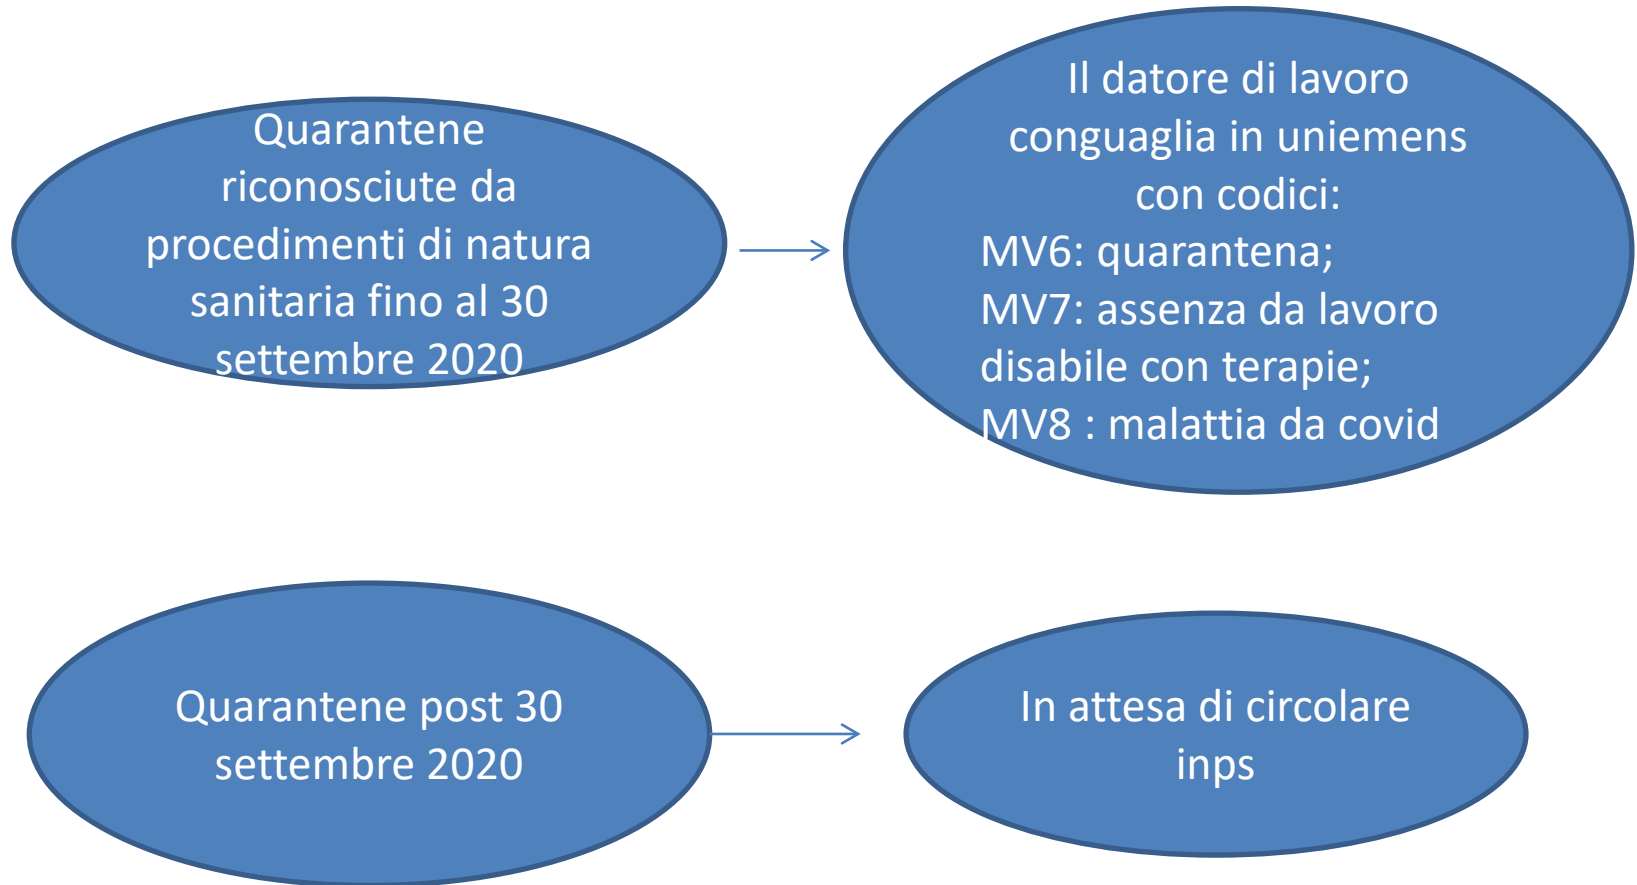 Quarantene
riconosciute da
procedimenti di natura
sanitaria fino al 30
settembre 2020
Il datore di lavoro
conguaglia in uniemens
con codici:
MV6: quarantena;
MV7: assenza da lavoro
disabile con terapie;
MV8 : malattia da covid
Quarantene post 30
settembre 2020
In attesa di circolare
inps